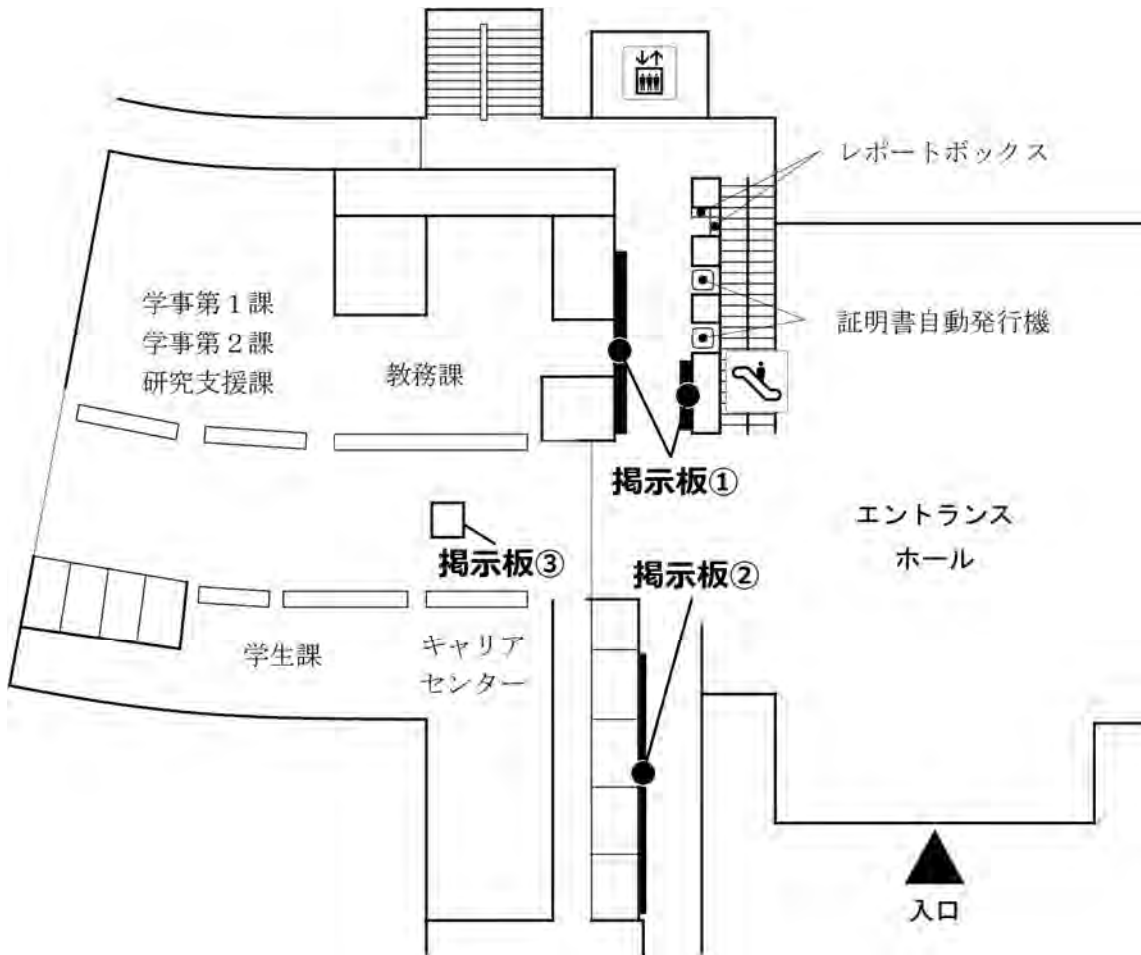 レポートボックス
学事第１課
学事第２課
研究支援課
教務課
証明書自動発行機
掲示板①
エントランス
ホール
掲示板③
掲示板②
学生課
キャリア
センター
入口